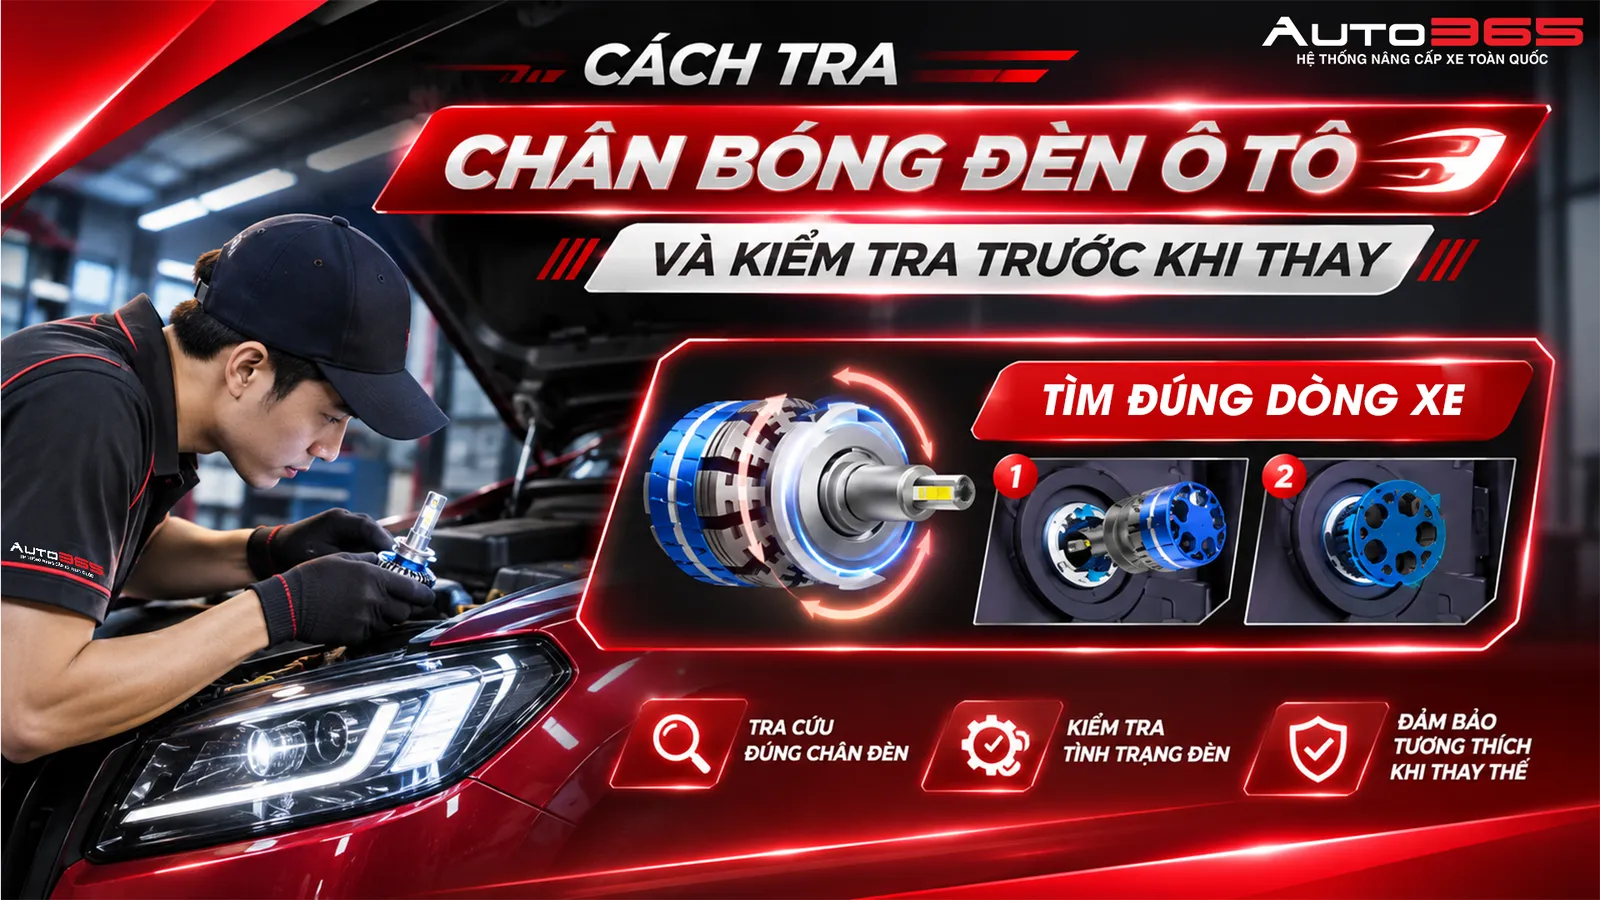 AUTO365
HỆ THỐNG NÂNG CẤP XE TOÀN QUỐC
CÁCH TRA
CHÂN BÓNG ĐÈN Ô TÔ
VÀ KIỂM TRA TRƯỚC KHI THAY
TÌM ĐÚNG DÒNG XE
1
2
AUTO365
TRA CỨU
ĐÚNG CHÂN ĐÈN
KIỂM TRA
TÌNH TRẠNG ĐÈN
ĐẢM BẢO
TƯƠNG THÍCH
KHI THAY THẾ